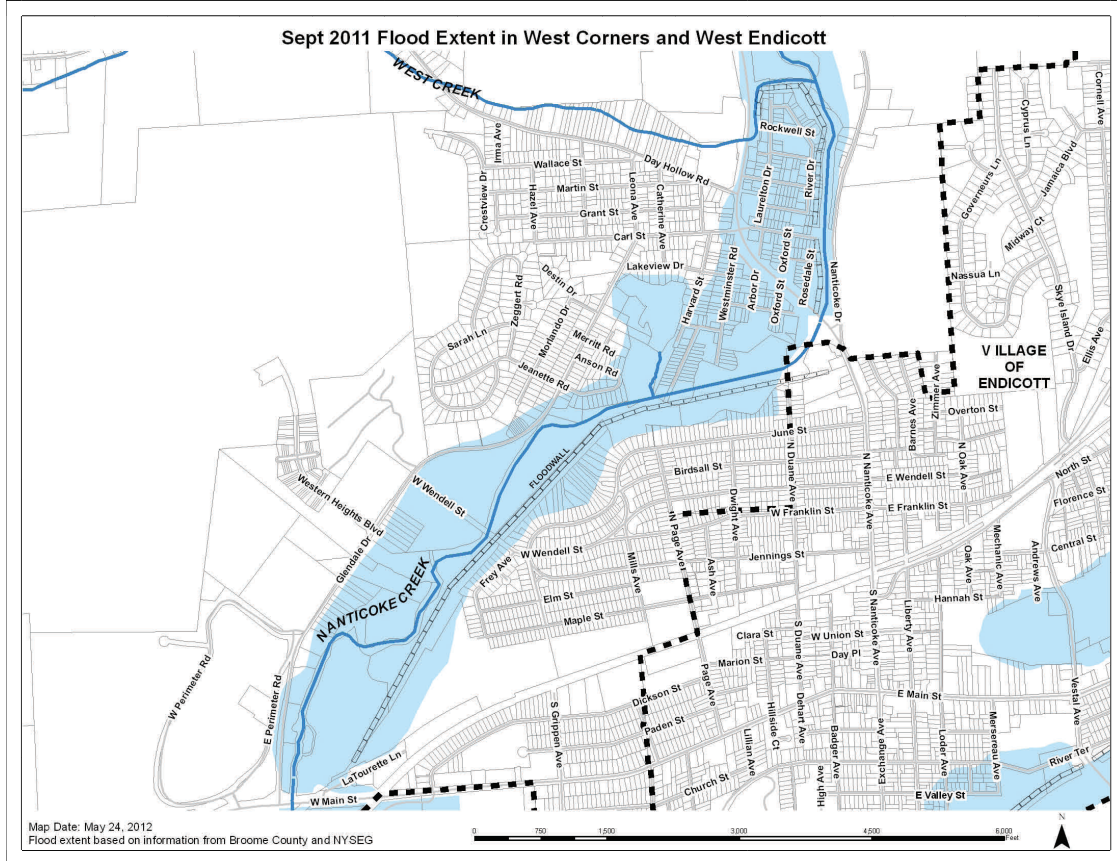 Sept 2011 Flood Extent in West Corners and West Endicott
WEST CREEK
Cornell Ave
Cyprus Ln
Jamaica Blvd
Governeurs Ln
Midway Ct
Nassua Ln
Skye Island Dr
Ellis Ave
Rockwell St
Irma Ave
Wallace St
Day Hollow Rd
River Dr
Crestview Dr
Hazel Ave
Martin St
Leona Ave
Catherine Ave
Laurelton Dr
Grant St
Carl St
Oxford St
Lakeview Dr
Westminster Rd
Arbor Dr
Rosedale St
Nanticoke Dr
Destin Dr
Harvard St
Oxford St
Zeggert Rd
Sarah Ln
Morlando Dr
Merritt Rd
Anson Rd
Jeanette Rd
V ILLAGE
OF
ENDICOTT
Zimmer Ave
Barnes Ave
Overton St
June St
N Duane Ave
N Nanticoke Ave
N Oak Ave
North St
Birdsall St
E Wendell St
FLOODWALL
W Wendell St
Western Heights Blvd
Dwight Ave
N Page Ave
W Franklin St
E Franklin St
Florence St
Central St
Glendale Dr
W Wendell St
Mills Ave
Jennings St
Mechanic Ave
Andrews Ave
Frey Ave
Ash Ave
Oak Ave
NANTICOKE CREEK
Elm St
Maple St
Hannah St
S Nanticoke Ave
Liberty Ave
S Duane Ave
Clara St
W Union St
Day Pl
Marion St
W Perimeter Rd
E Perimeter Rd
Dickson St
Page Ave
E Main St
Vestal Ave
S Grippen Ave
Paden St
Hillside Ct
Dehart Ave
Lillian Ave
Badger Ave
Exchange Ave
Loder Ave
Mersereau Ave
River Ter
LaTourette Ln
Church St
High Ave
W Main St
E Valley St
Map Date: May 24, 2012
Flood extent based on information from Broome County and NYSEG
0 750 1,500 3,000 4,500 6,000
Feet
N